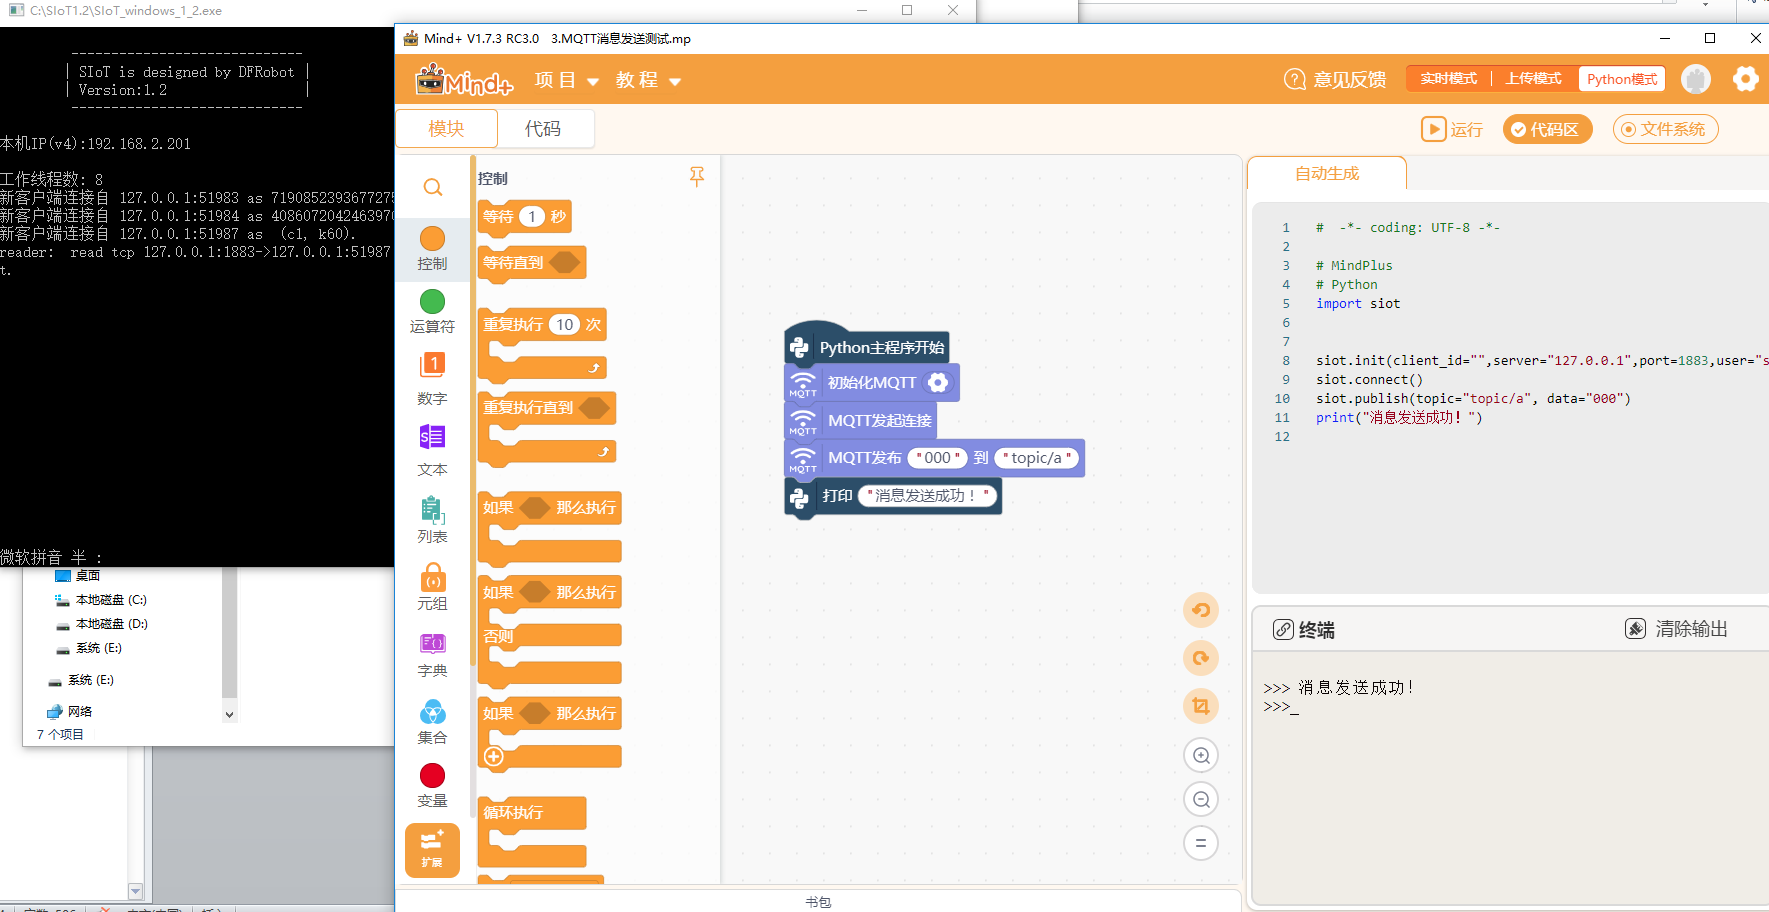 C:\SIoT1.2\SIoT_windows_1_2.exe
SIoT is designed by DFRobot
Version:1.2
本机IP(v4):192.168.2.201
工作线程数: 8
新客户端连接自 127.0.0.1:51983 as 719085239367727
新客户端连接自 127.0.0.1:51984 as 408607204246397
新客户端连接自 127.0.0.1:51987 as (c1, k60).
reader: read tcp 127.0.0.1:1883->127.0.0.1:51987
t.
微软拼音 半 :
桌面
本地磁盘 (C:)
本地磁盘 (D:)
系统 (E:)
系统 (E:)
网络
7 个项目
Mind+ V1.7.3 RC3.0 3.MQTT消息发送测试.mp
Mind+ 项目 教程 意见反馈 实时模式 上传模式 Python模式
模块 代码 运行 代码区 文件系统
控制
运算符
数字
文本
列表
元组
字典
集合
变量
扩展
控制
等待 1 秒
等待直到
重复执行 10 次
重复执行直到
如果 那么执行
如果 那么执行
否则
如果 那么执行
循环执行
Python主程序开始
MQTT 初始化MQTT
MQTT MQTT发起连接
MQTT MQTT发布 "000" 到 "topic/a"
打印 "消息发送成功！"
书包
自动生成
1 # -*- coding: UTF-8 -*-
2
3 # MindPlus
4 # Python
5 import siot
6
7
8 siot.init(client_id="",server="127.0.0.1",port=1883,user="s
9 siot.connect()
10 siot.publish(topic="topic/a", data="000")
11 print("消息发送成功！")
12
终端 清除输出
>>> 消息发送成功！
>>>_